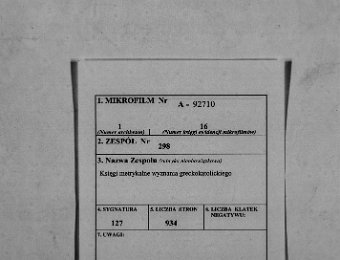 1. MIKROFILM Nr A - 92710
1 16
(Numer archiwum) (Numer księgi ewidencji mikrofilmów)
2. ZESPÓŁ Nr 298
3. Nazwa Zespołu
Księgi metrykalne wyznania greckokatolickiego
4. SYGNATURA 5. LICZBA STRON 6. LICZBA KLATEK
NEGATYWU:
127 934
7. UWAGI: